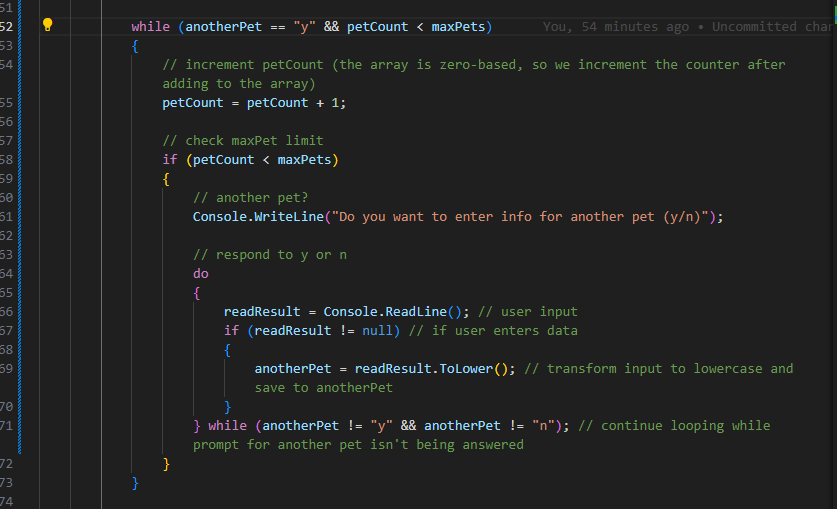 51
52 while (anotherPet == "y" && petCount < maxPets) You, 54 minutes ago • Uncommitted char
53 {
54 // increment petCount (the array is zero-based, so we increment the counter after
adding to the array)
55 petCount = petCount + 1;
56
57 // check maxPet limit
58 if (petCount < maxPets)
59 {
60 // another pet?
61 Console.WriteLine("Do you want to enter info for another pet (y/n)");
62
63 // respond to y or n
64 do
65 {
66 readResult = Console.ReadLine(); // user input
67 if (readResult != null) // if user enters data
68 {
69 anotherPet = readResult.ToLower(); // transform input to lowercase and
save to anotherPet
70 }
71 } while (anotherPet != "y" && anotherPet != "n"); // continue looping while
prompt for another pet isn't being answered
72 }
73 }
74